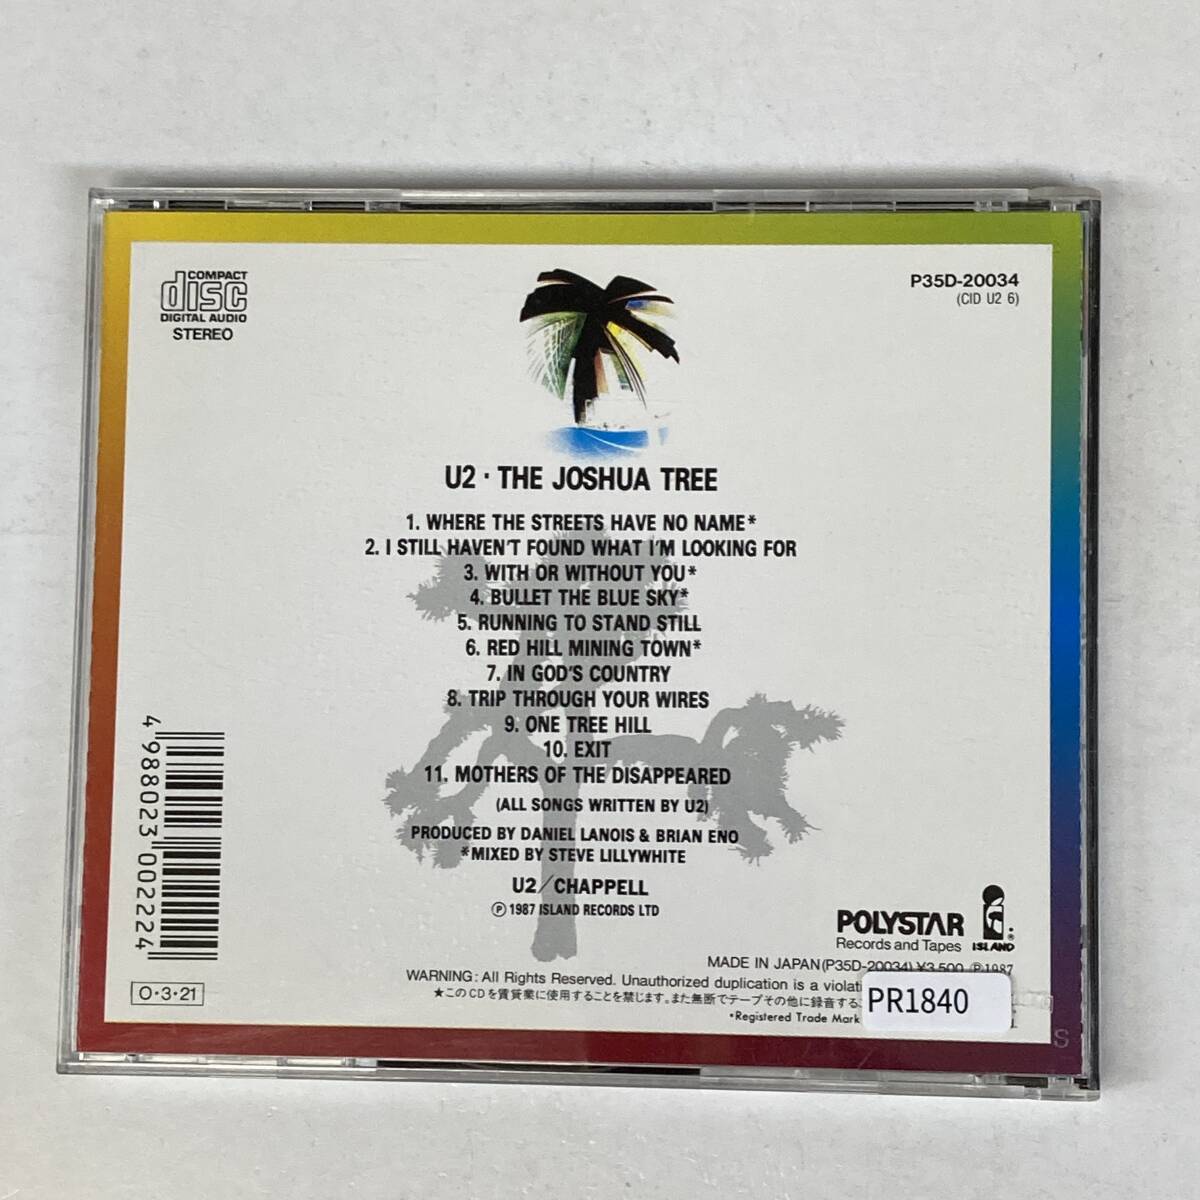 COMPACT
disc
DIGITAL AUDIO
STEREO
P35D-20034
(CID U2 6)
U2・THE JOSHUA TREE
1. WHERE THE STREETS HAVE NO NAME*
2. I STILL HAVEN'T FOUND WHAT I'M LOOKING FOR
3. WITH OR WITHOUT YOU*
4. BULLET THE BLUE SKY*
5. RUNNING TO STAND STILL
6. RED HILL MINING TOWN*
7. IN GOD'S COUNTRY
8. TRIP THROUGH YOUR WIRES
9. ONE TREE HILL
10. EXIT
11. MOTHERS OF THE DISAPPEARED
(ALL SONGS WRITTEN BY U2)
PRODUCED BY DANIEL LANOIS & BRIAN ENO
*MIXED BY STEVE LILLYWHITE
U2/CHAPPELL
Ⓟ 1987 ISLAND RECORDS LTD
4 988023 002224
O・3・21
POLYSTAR
Records and Tapes
ISLAND®
MADE IN JAPAN(P35D-20034) ¥3,500 Ⓟ1987
WARNING: All Rights Reserved. Unauthorized duplication is a
★このCDを賃貸業に使用することを禁じます。また無断でテープその他に録音する
•Registered Trade Mark
PR1840
S